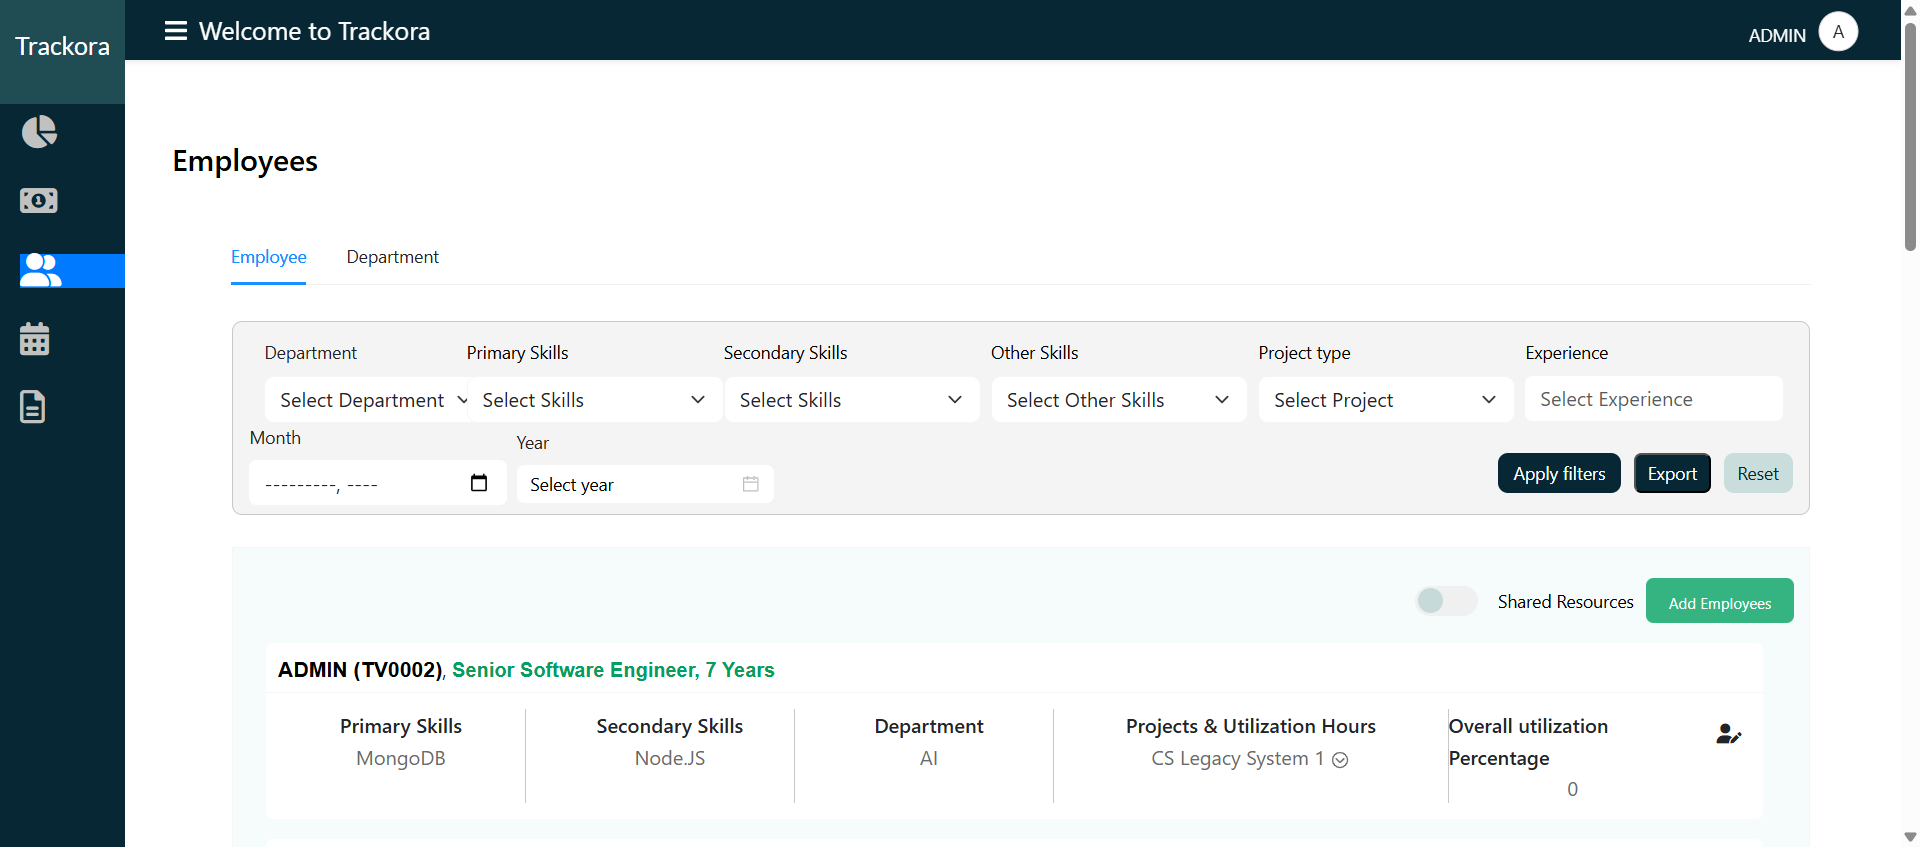 Trackora
Welcome to Trackora
ADMIN
A
Employees
Employee
Department
Department
Primary Skills
Secondary Skills
Other Skills
Project type
Experience
Select Department
Select Skills
Select Skills
Select Other Skills
Select Project
Select Experience
Month
Year
---------, ----
Select year
Apply filters
Export
Reset
Shared Resources
Add Employees
ADMIN (TV0002), Senior Software Engineer, 7 Years
Primary Skills
MongoDB
Secondary Skills
Node.JS
Department
AI
Projects & Utilization Hours
CS Legacy System 1
Overall utilization
Percentage
0